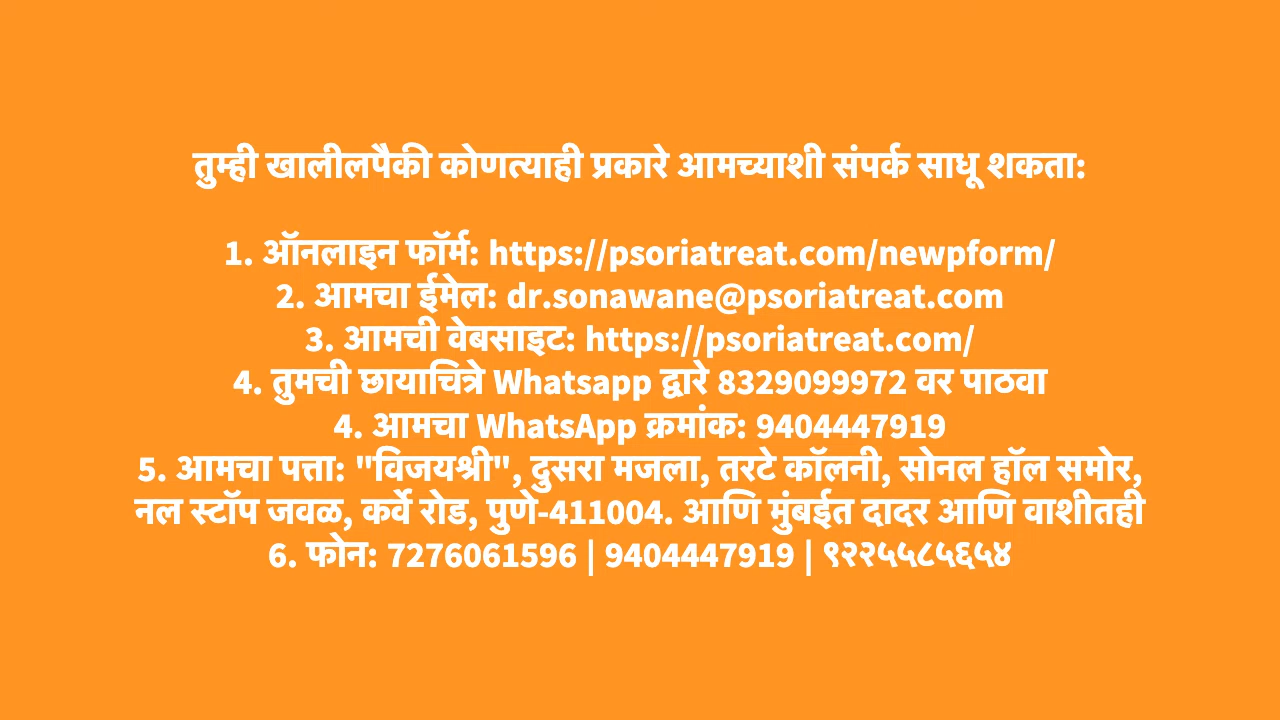 तुम्ही खालीलपैकी कोणत्याही प्रकारे आमच्याशी संपर्क साधू शकता:
1. ऑनलाइन फॉर्म: https://psoriatreat.com/newpform/
2. आमचा ईमेल: dr.sonawane@psoriatreat.com
3. आमची वेबसाइट: https://psoriatreat.com/
4. तुमची छायाचित्रे Whatsapp द्वारे 8329099972 वर पाठवा
4. आमचा WhatsApp क्रमांक: 9404447919
5. आमचा पत्ता: "विजयश्री", दुसरा मजला, तरटे कॉलनी, सोनल हॉल समोर,
नल स्टॉप जवळ, कर्वे रोड, पुणे-411004. आणि मुंबईत दादर आणि वाशीतही
6. फोन: 7276061596 | 9404447919 | ९२२५५८५६५४